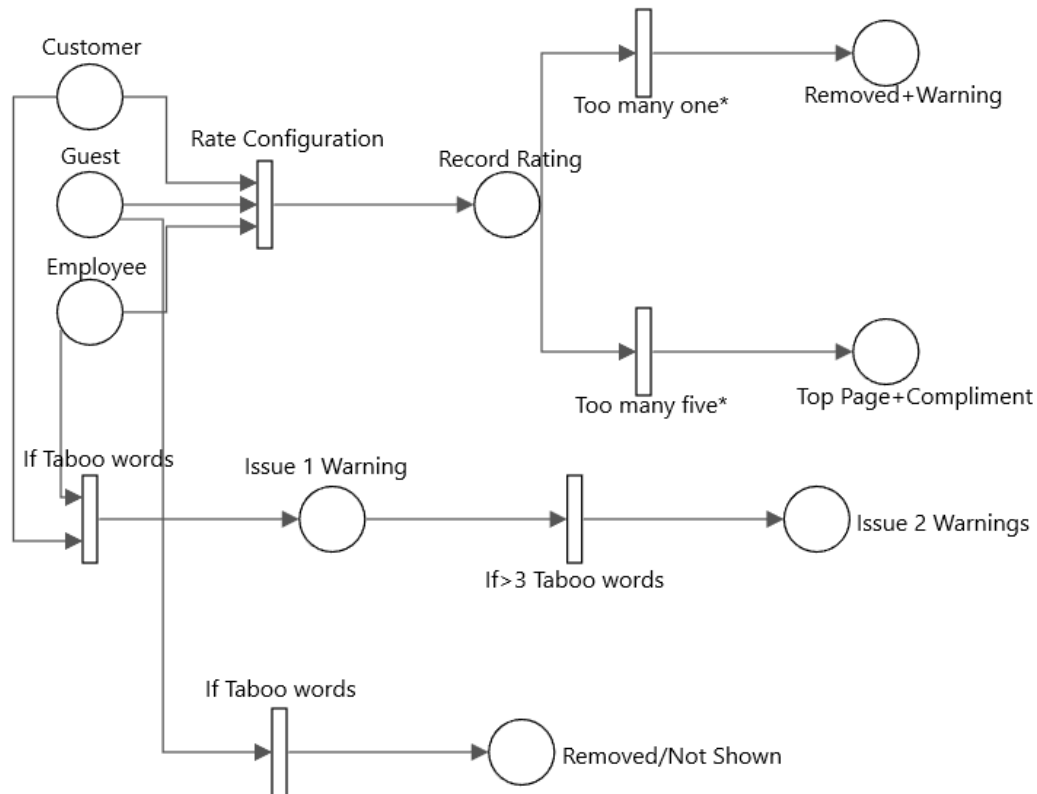 Customer
Too many one*
Removed+Warning
Rate Configuration
Guest
Record Rating
Employee
Too many five*
Top Page+Compliment
If Taboo words
Issue 1 Warning
If>3 Taboo words
Issue 2 Warnings
If Taboo words
Removed/Not Shown